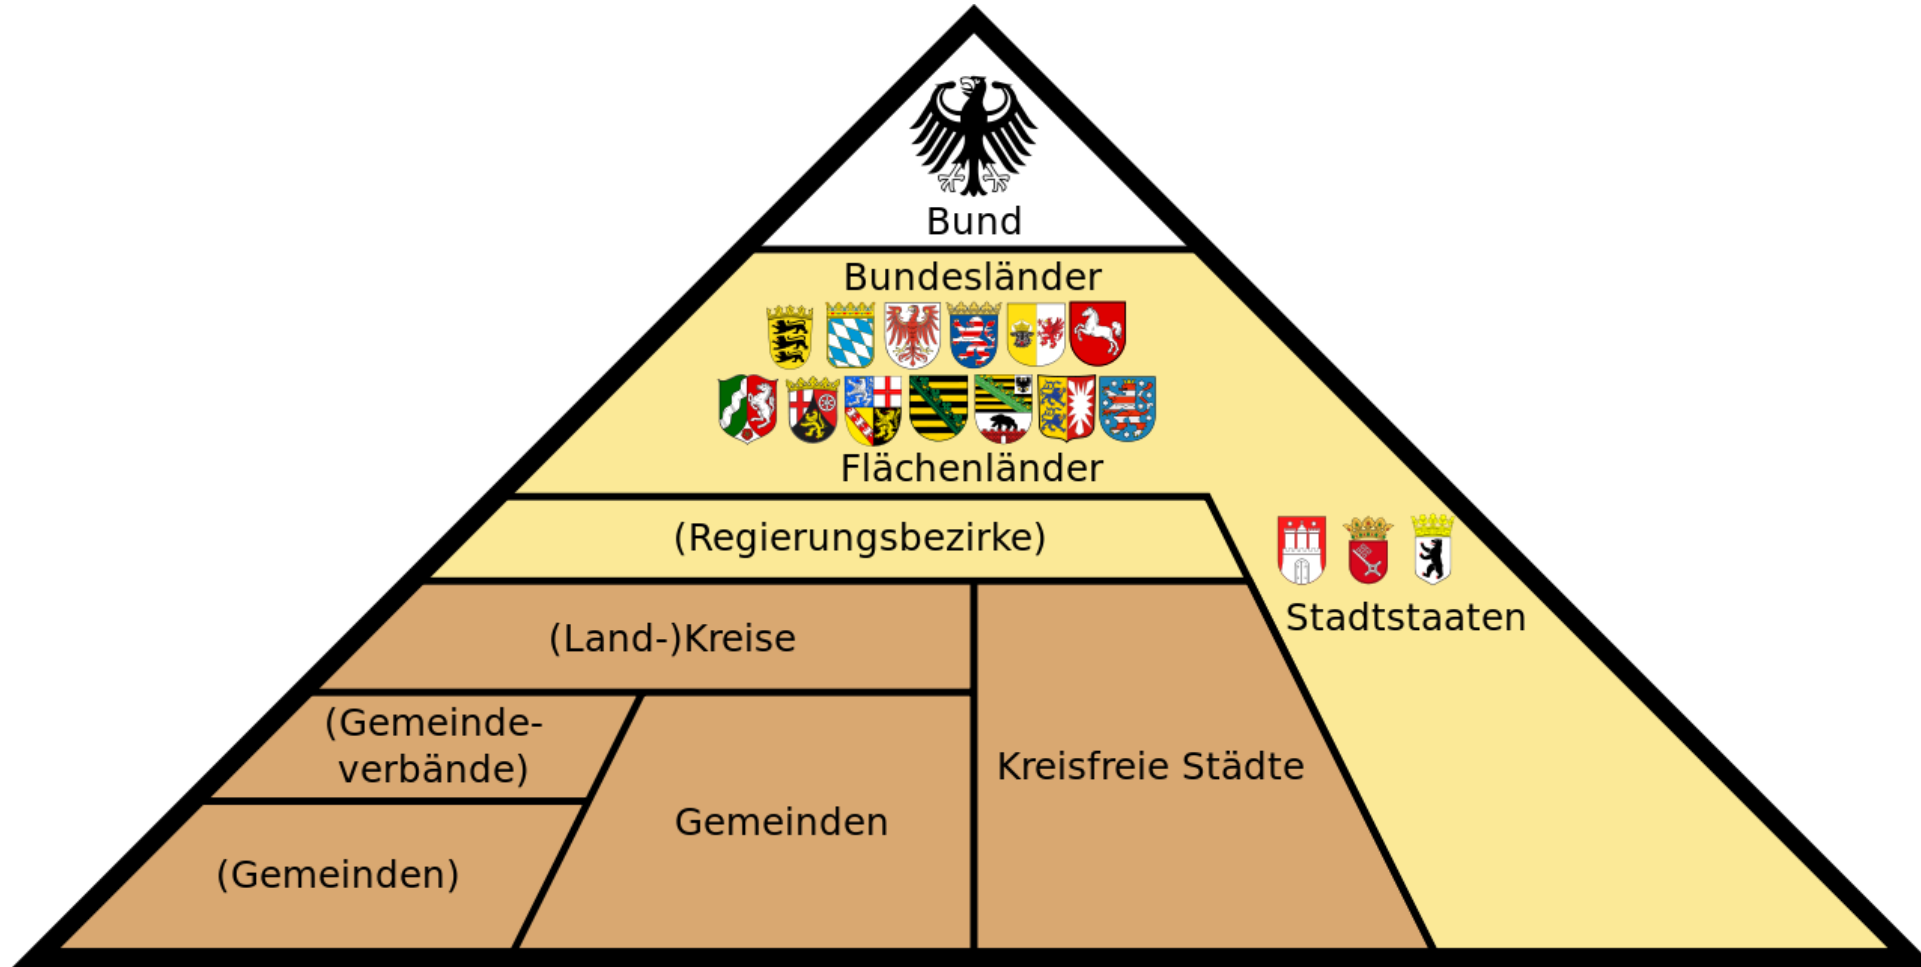 Bund
Bundesländer
Flächenländer
(Regierungsbezirke)
Stadtstaaten
(Land-)Kreise
(Gemeinde-
verbände)
Kreisfreie Städte
Gemeinden
(Gemeinden)